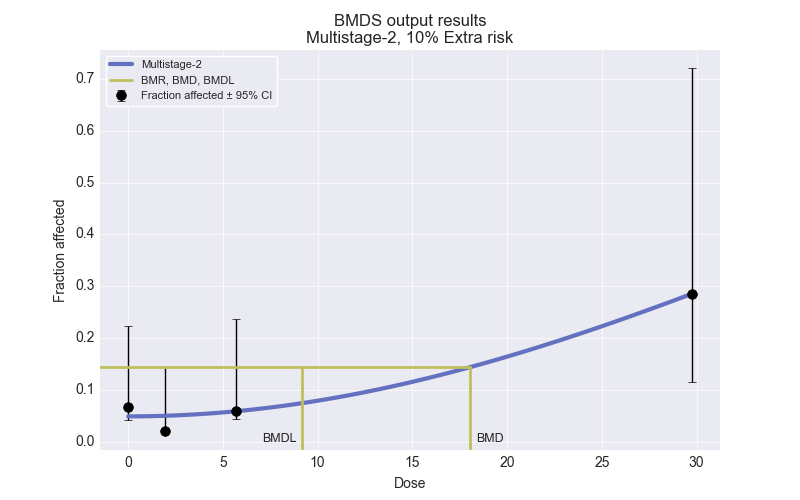 BMDS output results
Multistage-2, 10% Extra risk
Multistage-2
BMR, BMD, BMDL
Fraction affected ± 95% CI
Fraction affected
0.7
0.6
0.5
0.4
0.3
0.2
0.1
0.0
BMDL
BMD
0
5
10
15
20
25
30
Dose